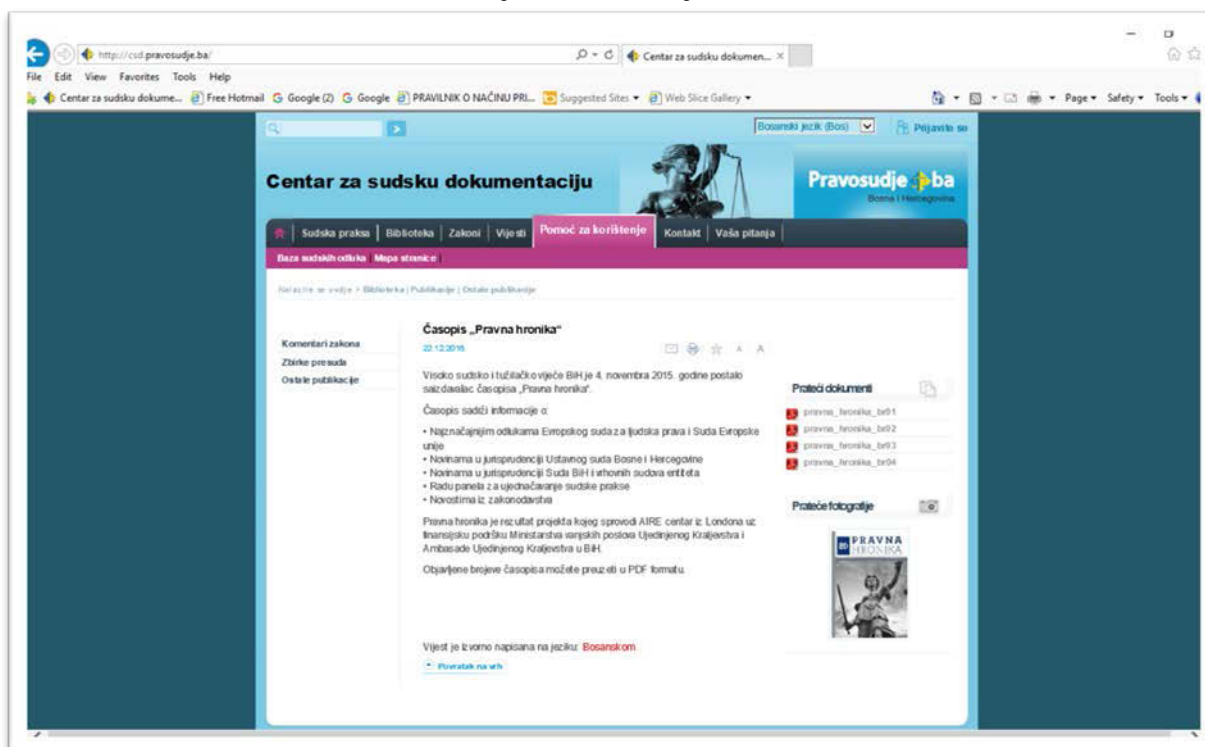 http://csd.pravosudje.ba/
Centar za sudsku dokumen...
File Edit View Favorites Tools Help
Centar za sudsku dokume... Free Hotmail Google (2) Google PRAVILNIK O NAČINU PRI... Suggested Sites Web Slice Gallery Page Safety Tools
Bosanski jezik (Bos) Prijavite se
Centar za sudsku dokumentaciju
Pravosudje ba
Bosna i Hercegovina
Sudska praksa | Biblioteka | Zakoni | Vijesti Pomoć za korištenje Kontakt | Vaša pitanja |
Baza sudskih odluka | Mapa stranice |
Nalazite se ovdje > Biblioteka | Publikacije | Ostale publikacije
Komentari zakona
Zbirke presuda
Ostale publikacije
Časopis „Pravna hronika“
22.12.2016.
A A
Visoko sudsko i tužilačko vijeće BiH je 4. novembra 2015. godine postalo
saizdavalac časopisa „Pravna hronika“.
Časopis sadrži informacije o:
• Najznačajnijim odlukama Evropskog suda za ljudska prava i Suda Evropske
unije
• Novinama u jurisprudenciji Ustavnog suda Bosne i Hercegovine
• Novinama u jurisprudenciji Suda BiH i vrhovnih sudova entiteta
• Radu panela za ujednačavanje sudske prakse
• Novostima iz zakonodavstva
Pravna hronika je rezultat projekta kojeg sprovodi AIRE centar iz Londona uz
finansijsku podršku Ministarstva vanjskih poslova Ujedinjenog Kraljevstva i
Ambasade Ujedinjenog Kraljevstva u BiH.
Objavljene brojeve časopisa možete preuzeti u PDF formatu.
Vijest je izvorno napisana na jeziku: Bosanskom
Povratak na vrh
Prateći dokumenti
pravna_hronika_br01
pravna_hronika_br02
pravna_hronika_br03
pravna_hronika_br04
Prateće fotografije
PRAVNA
HRONIKA